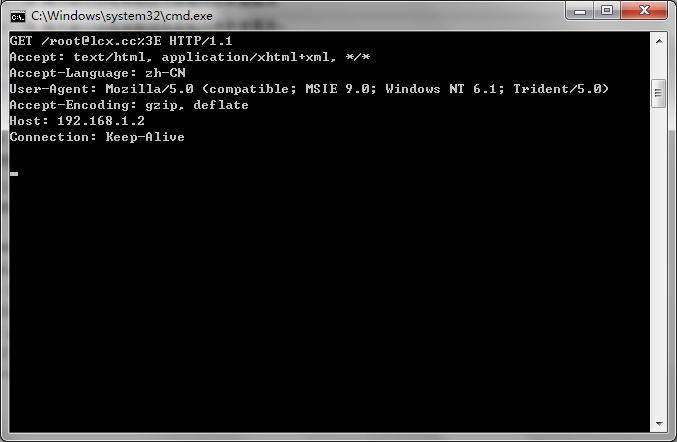 C:\Windows\system32\cmd.exe
GET /root@lcx.cc%3E HTTP/1.1
Accept: text/html, application/xhtml+xml, */*
Accept-Language: zh-CN
User-Agent: Mozilla/5.0 (compatible; MSIE 9.0; Windows NT 6.1; Trident/5.0)
Accept-Encoding: gzip, deflate
Host: 192.168.1.2
Connection: Keep-Alive